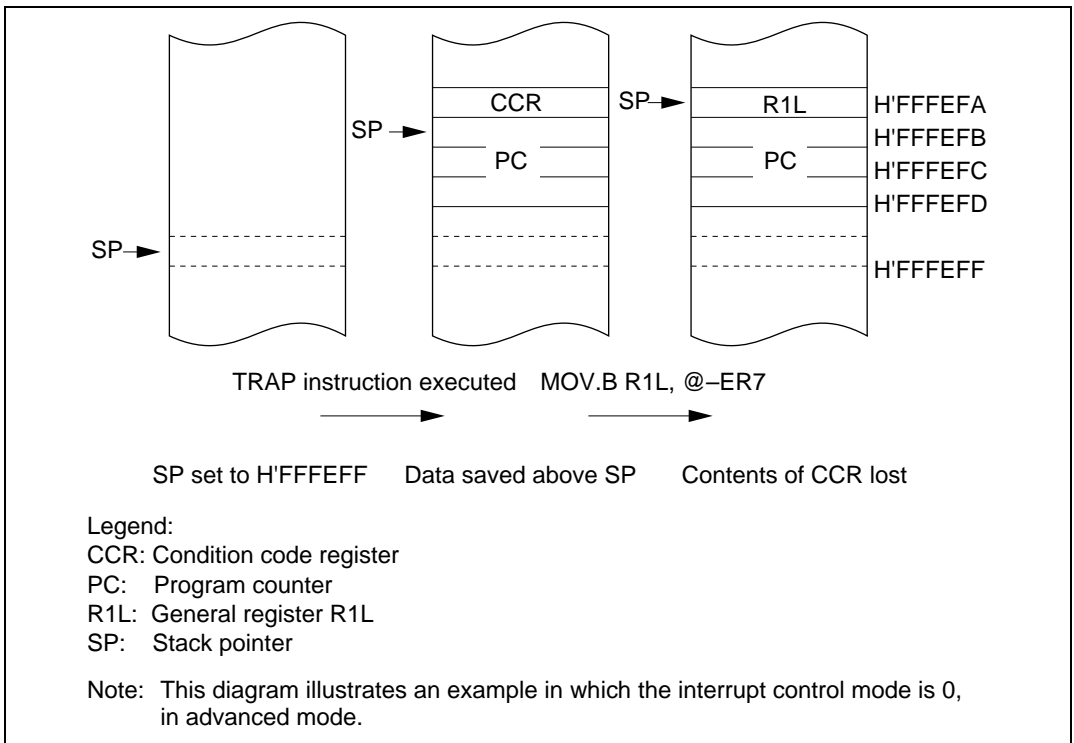 CCR SP R1L H'FFFEFA
SP H'FFFEFB
PC PC H'FFFEFC
H'FFFEFD
SP
H'FFFEFF
TRAP instruction executed MOV.B R1L, @–ER7
SP set to H'FFFEFF Data saved above SP Contents of CCR lost
Legend:
CCR: Condition code register
PC: Program counter
R1L: General register R1L
SP: Stack pointer
Note: This diagram illustrates an example in which the interrupt control mode is 0,
in advanced mode.